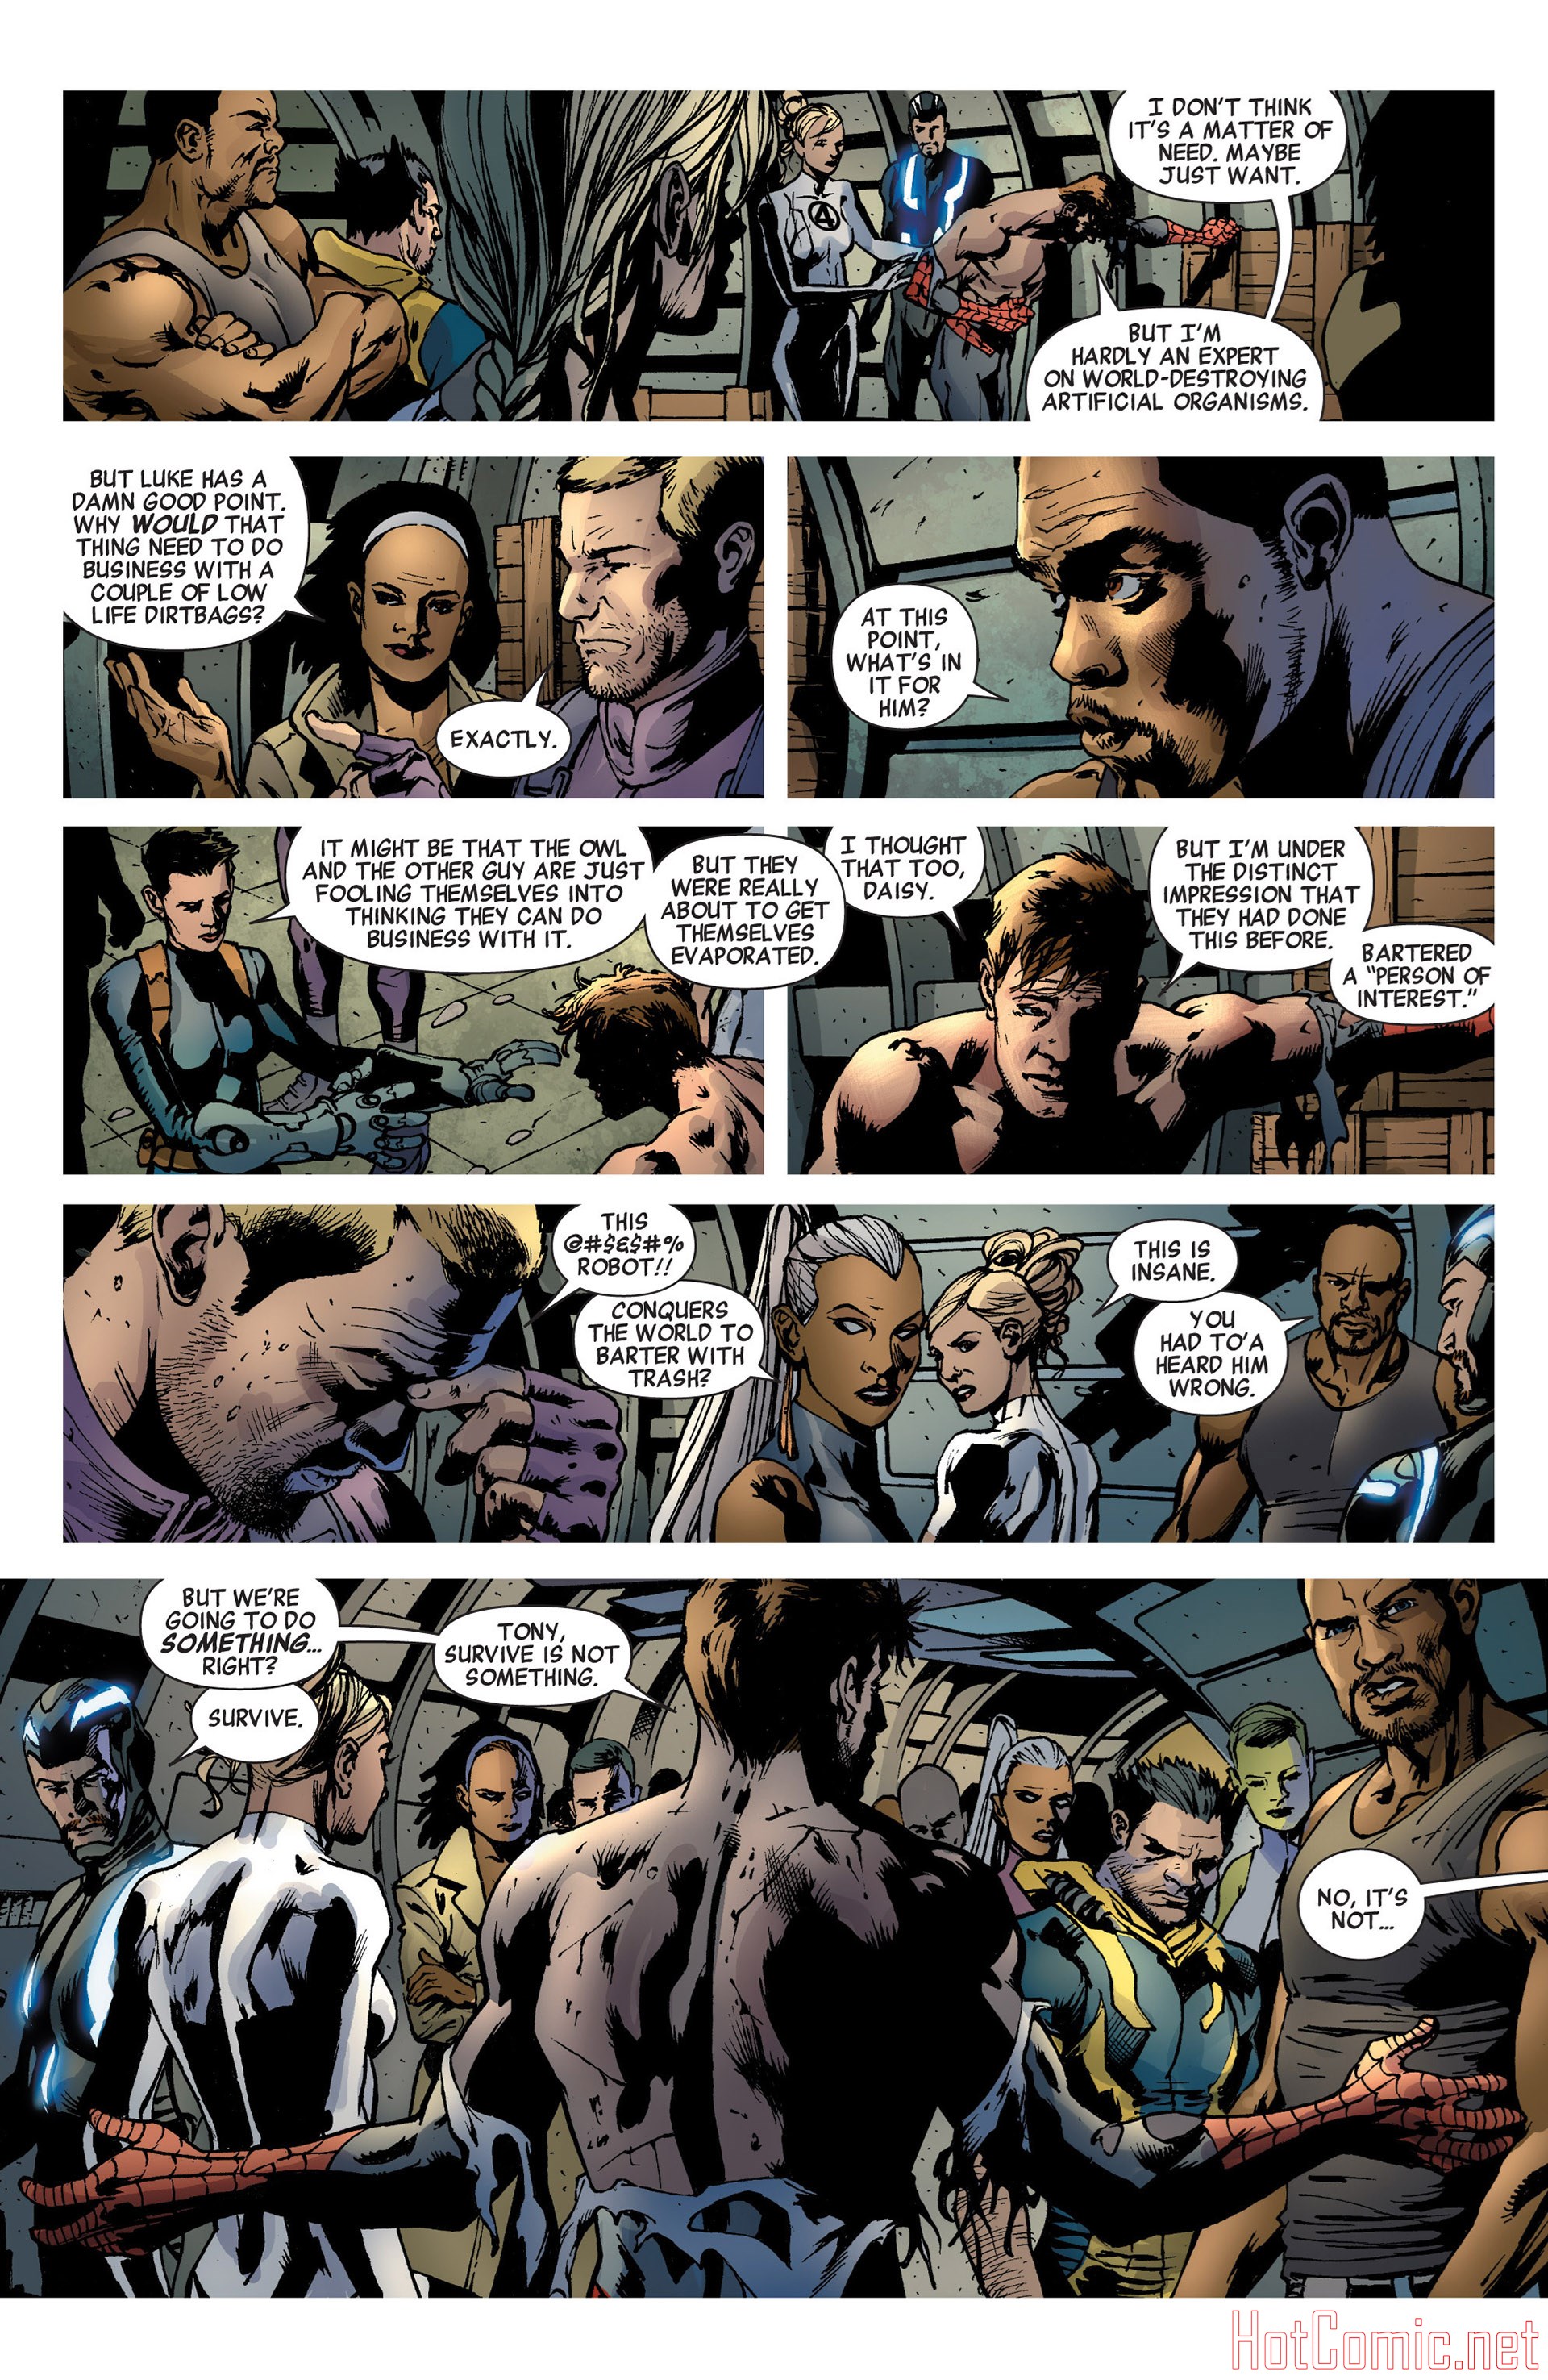 I DON'T THINK
IT'S A MATTER OF
NEED. MAYBE
JUST WANT.
4
BUT I'M
HARDLY AN EXPERT
ON WORLD-DESTROYING
ARTIFICIAL ORGANISMS.
BUT LUKE HAS A
DAMN GOOD POINT.
WHY WOULD THAT
THING NEED TO DO
BUSINESS WITH A
COUPLE OF LOW
LIFE DIRTBAGS?
EXACTLY.
AT THIS
POINT,
WHAT'S IN
IT FOR
HIM?
IT MIGHT BE THAT THE OWL
AND THE OTHER GUY ARE JUST
FOOLING THEMSELVES INTO
THINKING THEY CAN DO
BUSINESS WITH IT.
BUT THEY
WERE REALLY
ABOUT TO GET
THEMSELVES
EVAPORATED.
I THOUGHT
THAT TOO,
DAISY.
BUT I'M UNDER
THE DISTINCT
IMPRESSION THAT
THEY HAD DONE
THIS BEFORE.
BARTERED
A "PERSON OF
INTEREST."
THIS
@#$&$#%
ROBOT!!
CONQUERS
THE WORLD TO
BARTER WITH
TRASH?
THIS IS
INSANE.
YOU
HAD TO'A
HEARD HIM
WRONG.
BUT WE'RE
GOING TO DO
SOMETHING...
RIGHT?
SURVIVE.
TONY,
SURVIVE IS NOT
SOMETHING.
NO, IT'S
NOT...
HotComic.net